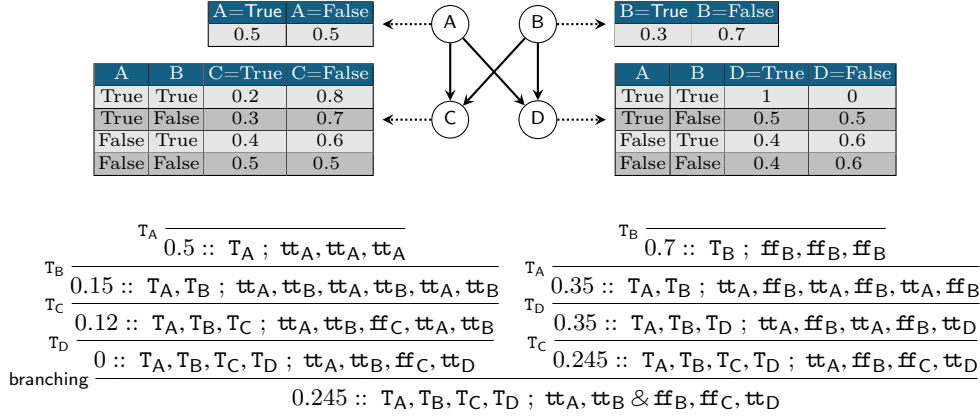 A=True A=False
0.5 0.5
A
B
B=True B=False
0.3 0.7
A B C=True C=False
True True 0.2 0.8
True False 0.3 0.7
False True 0.4 0.6
False False 0.5 0.5
C
D
A B D=True D=False
True True 1 0
True False 0.5 0.5
False True 0.4 0.6
False False 0.4 0.6
T_A
0.5 :: T_A ; tt_A, tt_A, tt_A
T_B
0.15 :: T_A, T_B ; tt_A, tt_B, tt_A, tt_B, tt_A, tt_B
T_C
0.12 :: T_A, T_B, T_C ; tt_A, tt_B, ff_C, tt_A, tt_B
T_D
0 :: T_A, T_B, T_C, T_D ; tt_A, tt_B, ff_C, tt_D
T_B
0.7 :: T_B ; ff_B, ff_B, ff_B
T_A
0.35 :: T_A, T_B ; tt_A, ff_B, tt_A, ff_B, tt_A, ff_B
T_D
0.35 :: T_A, T_B, T_D ; tt_A, ff_B, tt_A, ff_B, tt_D
T_C
0.245 :: T_A, T_B, T_C, T_D ; tt_A, ff_B, ff_C, tt_D
branching
0.245 :: T_A, T_B, T_C, T_D ; tt_A, tt_B & ff_B, ff_C, tt_D